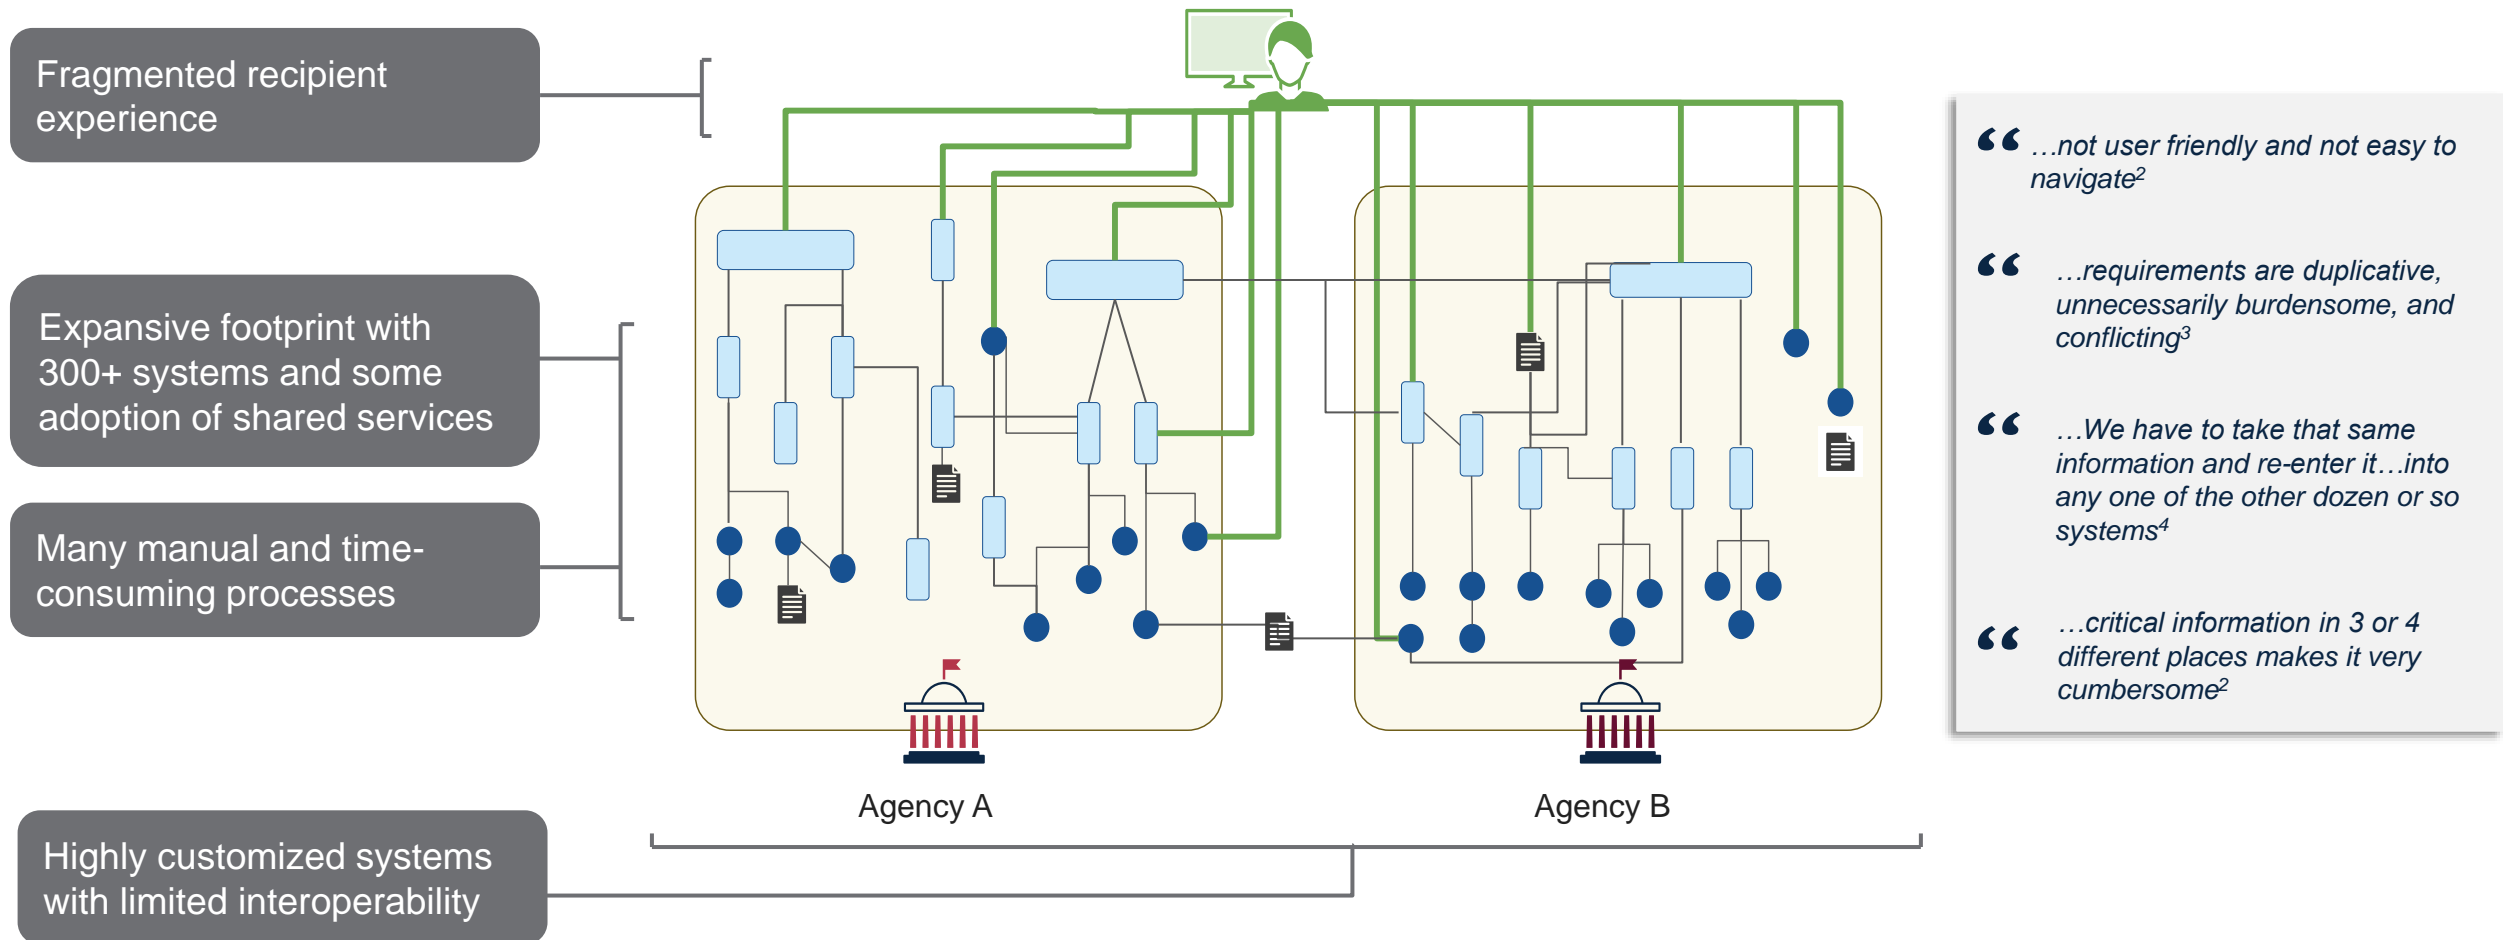 Fragmented recipient
experience
Expansive footprint with
300+ systems and some
adoption of shared services
Many manual and time-
consuming processes
Highly customized systems
with limited interoperability
Agency A
Agency B
“ …not user friendly and not easy to
navigate2
“ …requirements are duplicative,
unnecessarily burdensome, and
conflicting3
“ …We have to take that same
information and re-enter it…into
any one of the other dozen or so
systems4
“ …critical information in 3 or 4
different places makes it very
cumbersome2